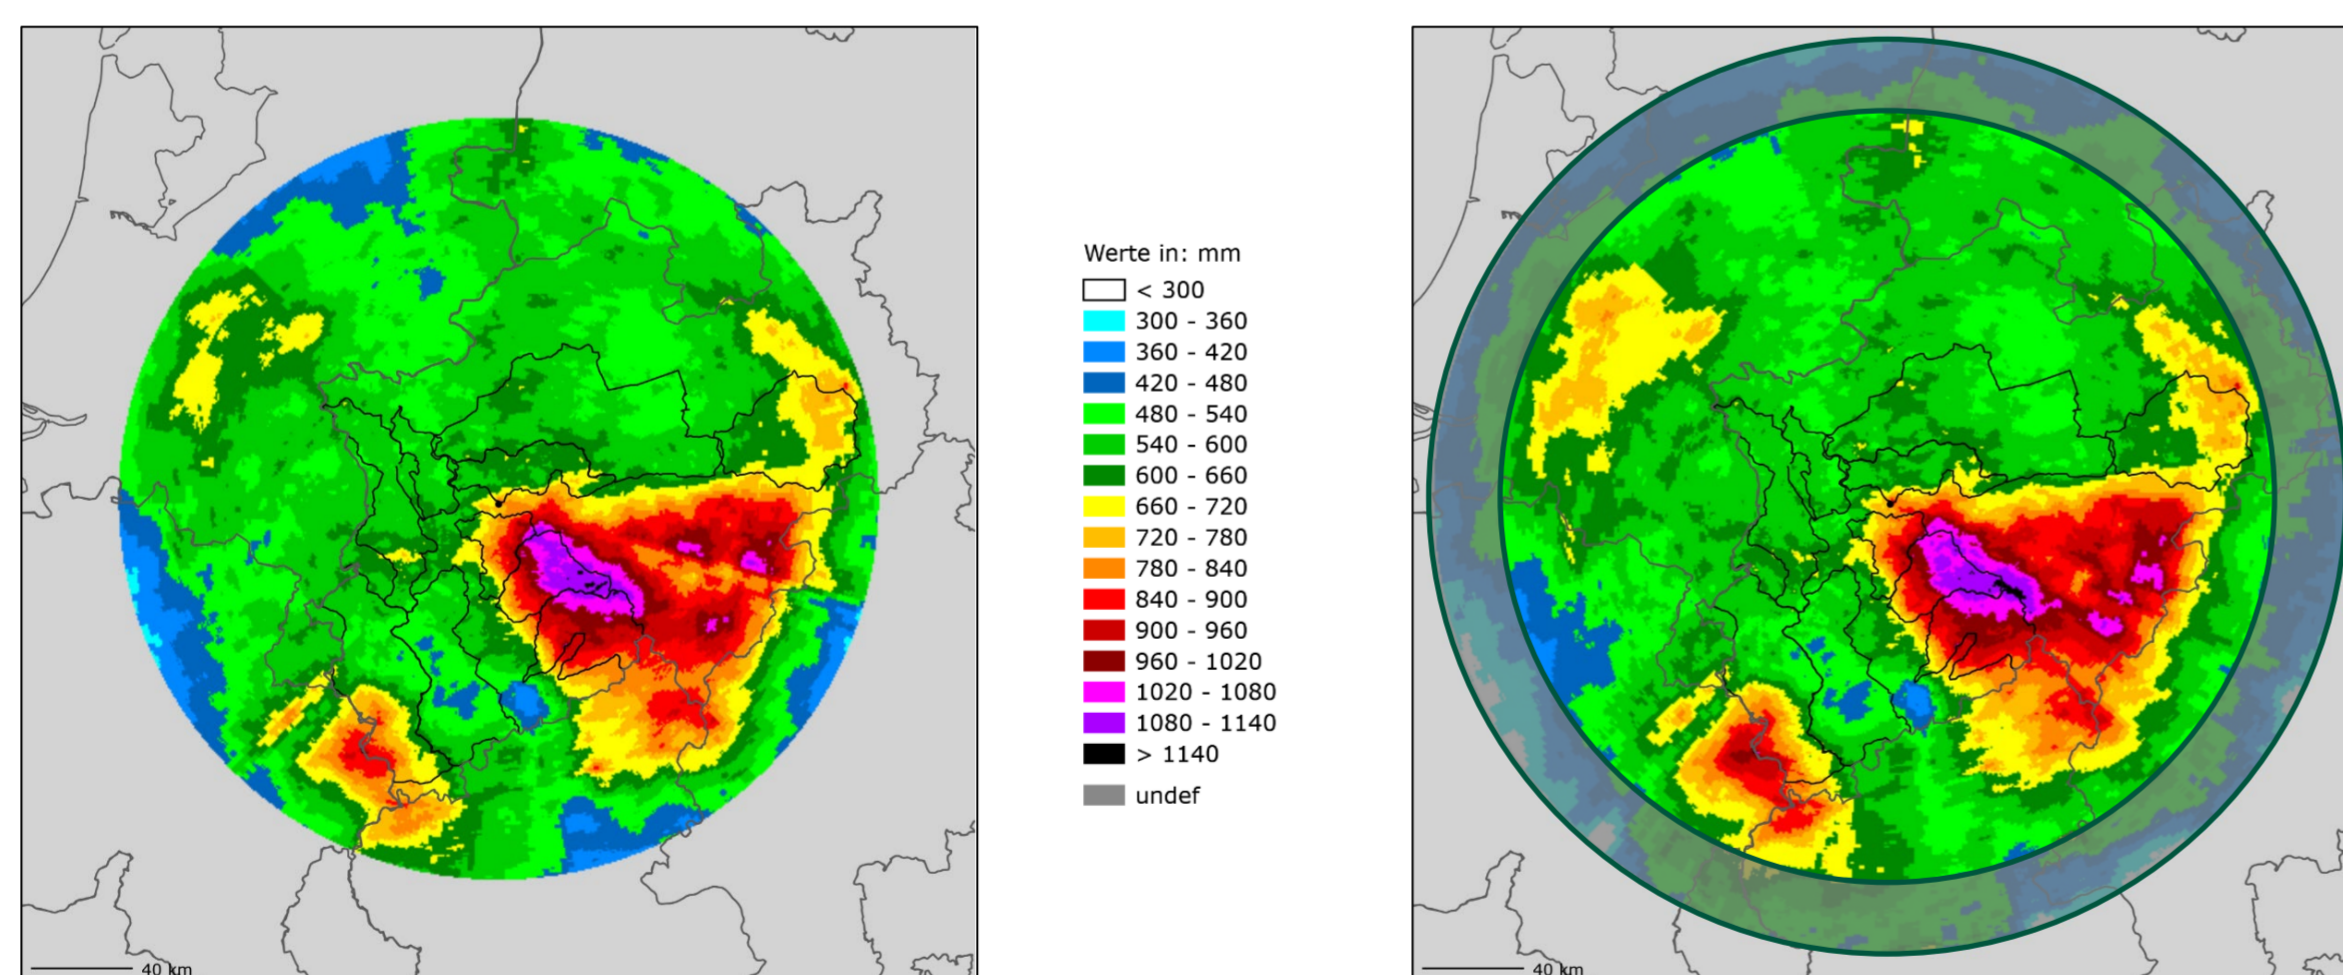 Werte in: mm
< 300
300 - 360
360 - 420
420 - 480
480 - 540
540 - 600
600 - 660
660 - 720
720 - 780
780 - 840
840 - 900
900 - 960
960 - 1020
1020 - 1080
1080 - 1140
> 1140
undef
40 km
40 km